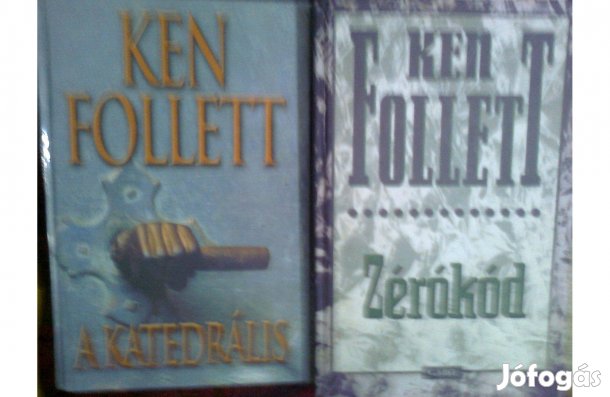 KEN
FOLLETT
A KATEDRÁLIS
KEN
FOLLETT
Zérókód
Jófogás